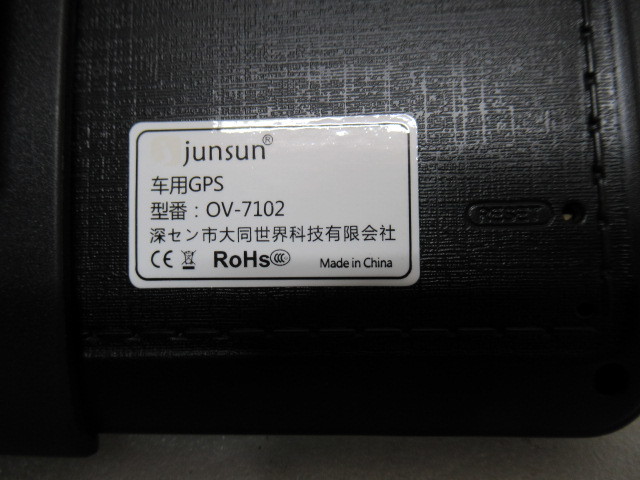 junsun®
车用GPS
型番：OV-7102
深セン市大同世界科技有限会社
CE RoHs CCC Made in China
RESET